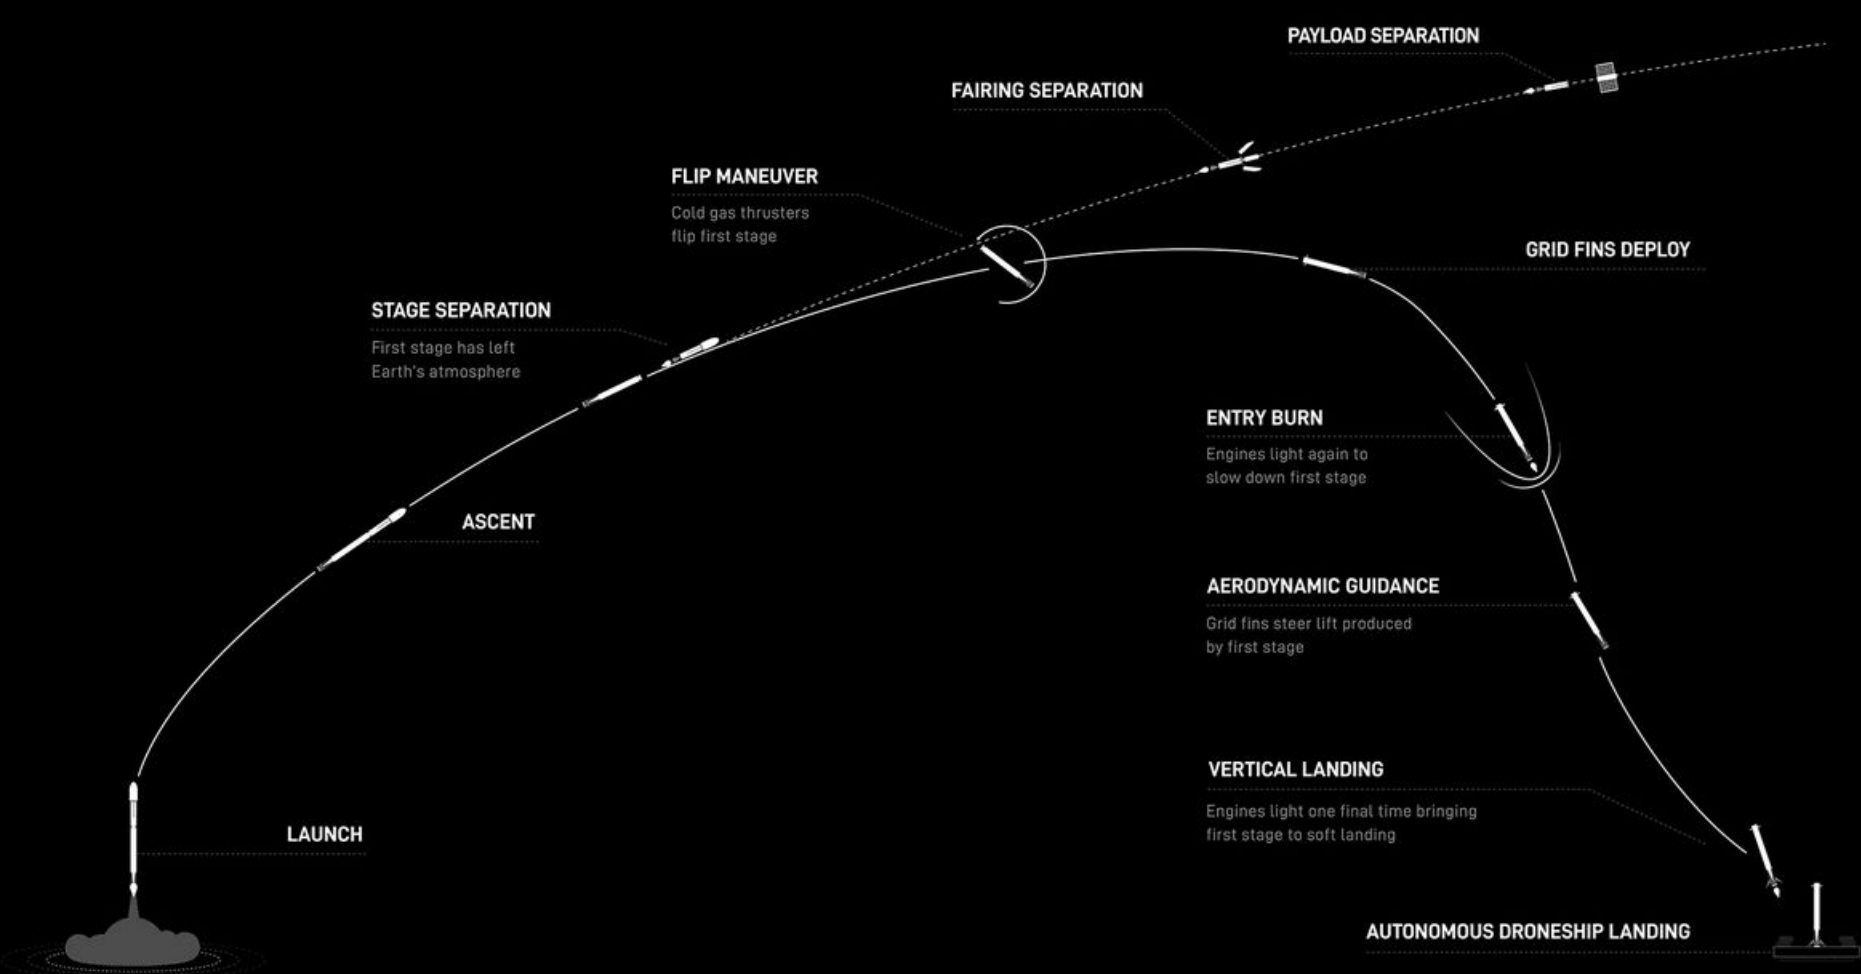 PAYLOAD SEPARATION
FAIRING SEPARATION
FLIP MANEUVER
Cold gas thrusters
flip first stage
GRID FINS DEPLOY
STAGE SEPARATION
First stage has left
Earth's atmosphere
ENTRY BURN
Engines light again to
slow down first stage
ASCENT
AERODYNAMIC GUIDANCE
Grid fins steer lift produced
by first stage
VERTICAL LANDING
Engines light one final time bringing
first stage to soft landing
LAUNCH
AUTONOMOUS DRONESHIP LANDING